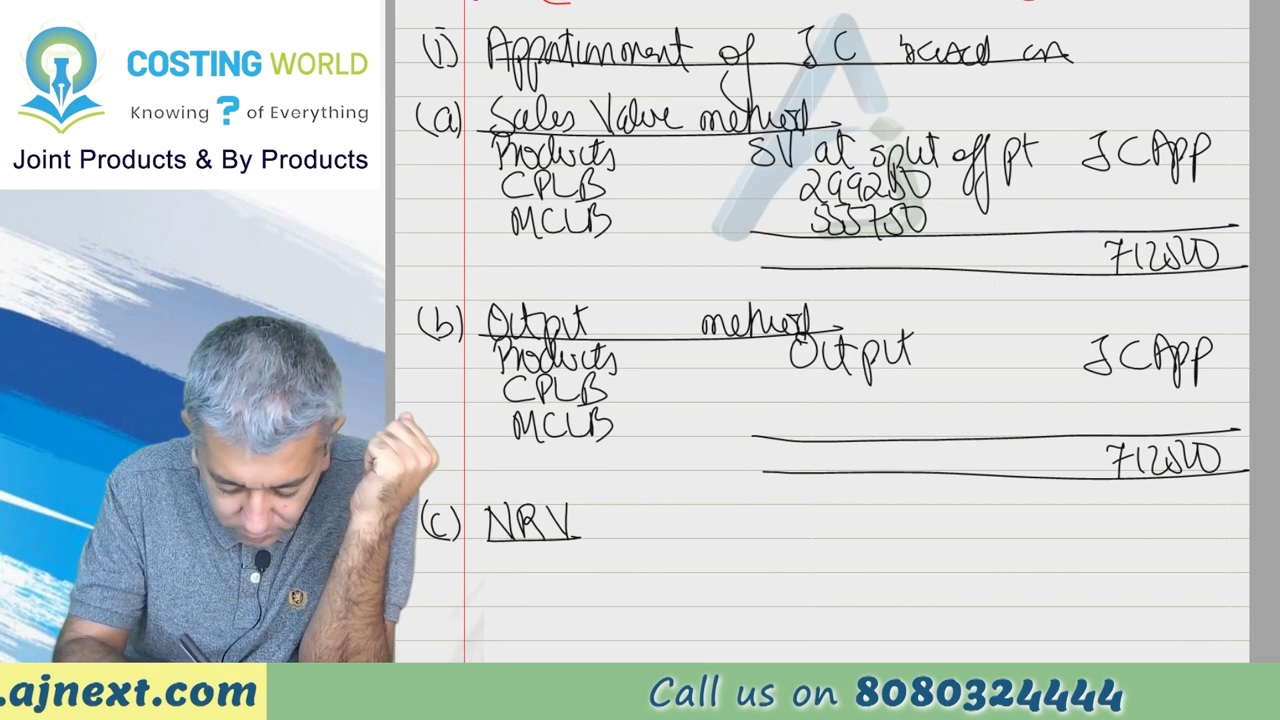 COSTING WORLD
Knowing ? of Everything
Joint Products & By Products
(i) Apportionment of JC based on
(a) Sales Value method
Products SV at split off pt JC App
CPLB 299250
MCLB 555750
712500
(b) Output method
Products Output JC App
CPLB
MCLB
712500
(c) NRV
.ajnext.com
Call us on 8080324444